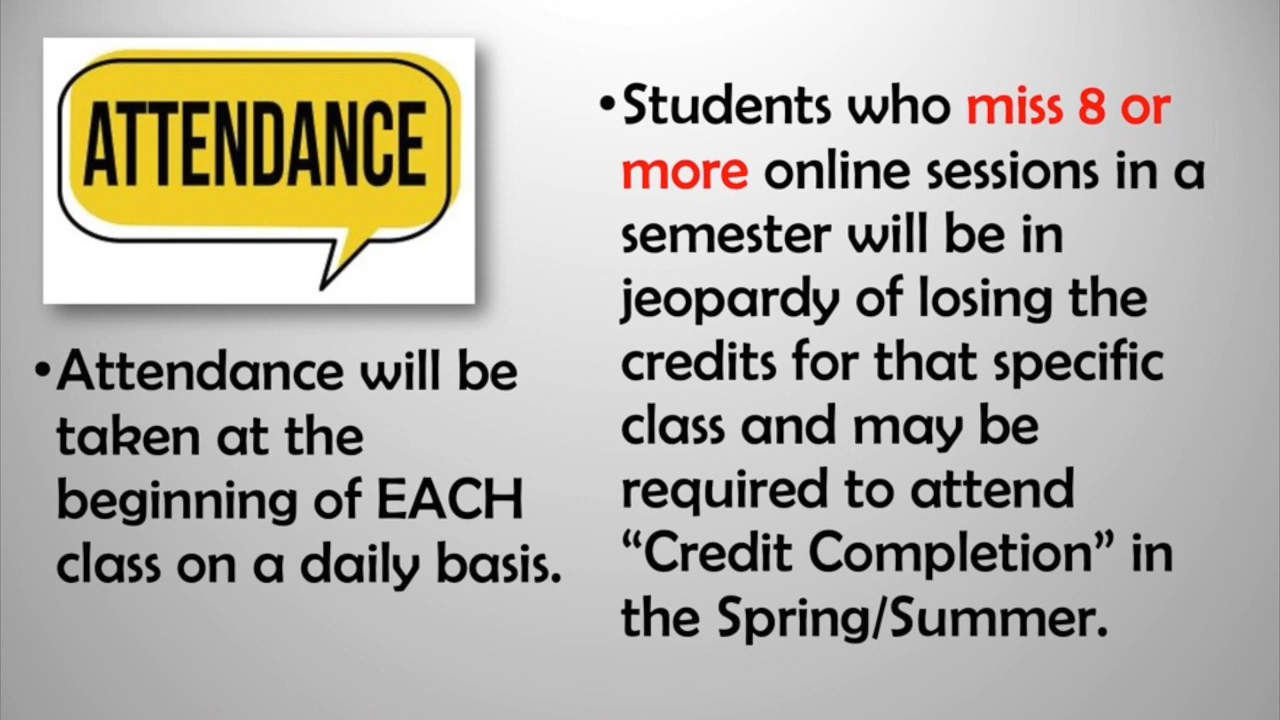 ATTENDANCE
•Attendance will be
taken at the
beginning of EACH
class on a daily basis.
•Students who miss 8 or
more online sessions in a
semester will be in
jeopardy of losing the
credits for that specific
class and may be
required to attend
“Credit Completion” in
the Spring/Summer.